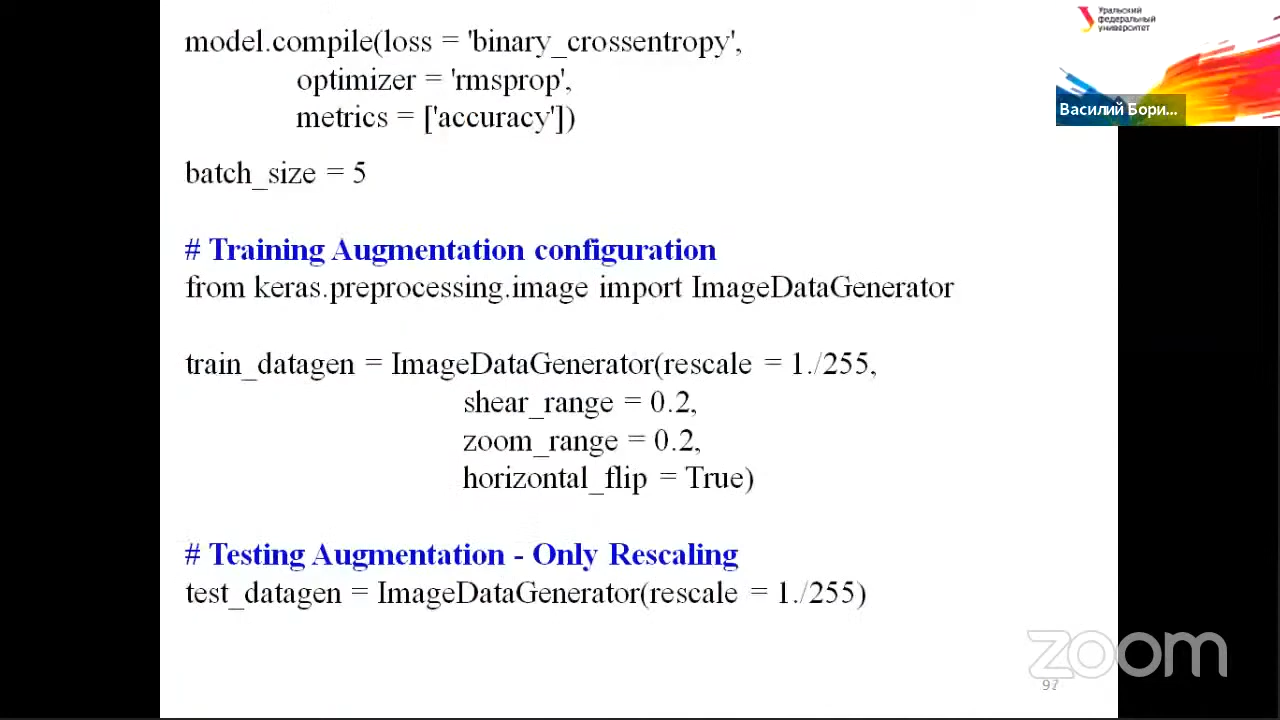 model.compile(loss = 'binary_crossentropy',
optimizer = 'rmsprop',
metrics = ['accuracy'])
batch_size = 5
# Training Augmentation configuration
from keras.preprocessing.image import ImageDataGenerator
train_datagen = ImageDataGenerator(rescale = 1./255,
shear_range = 0.2,
zoom_range = 0.2,
horizontal_flip = True)
# Testing Augmentation - Only Rescaling
test_datagen = ImageDataGenerator(rescale = 1./255)
Уральский
федеральный
университет
Василий Бори...
zoom